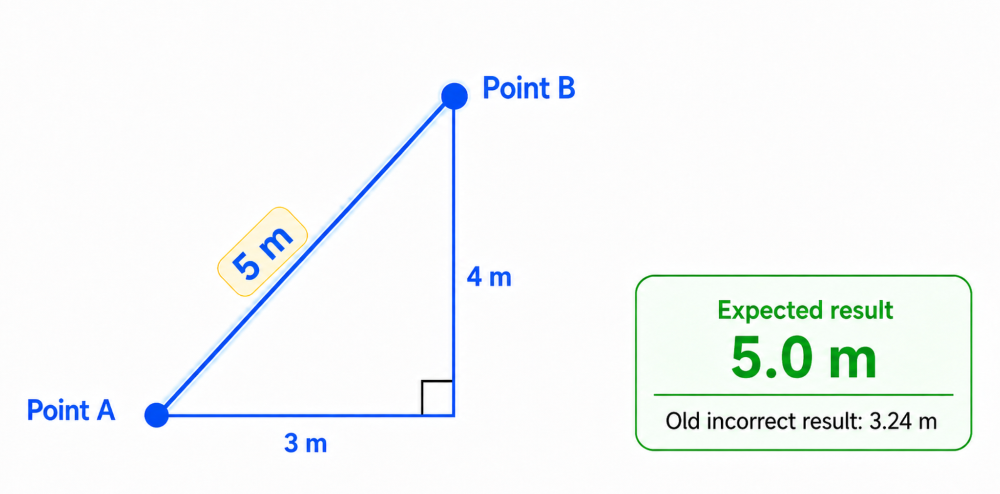 Point B
5 m
4 m
Point A
3 m
Expected result
5.0 m
Old incorrect result: 3.24 m